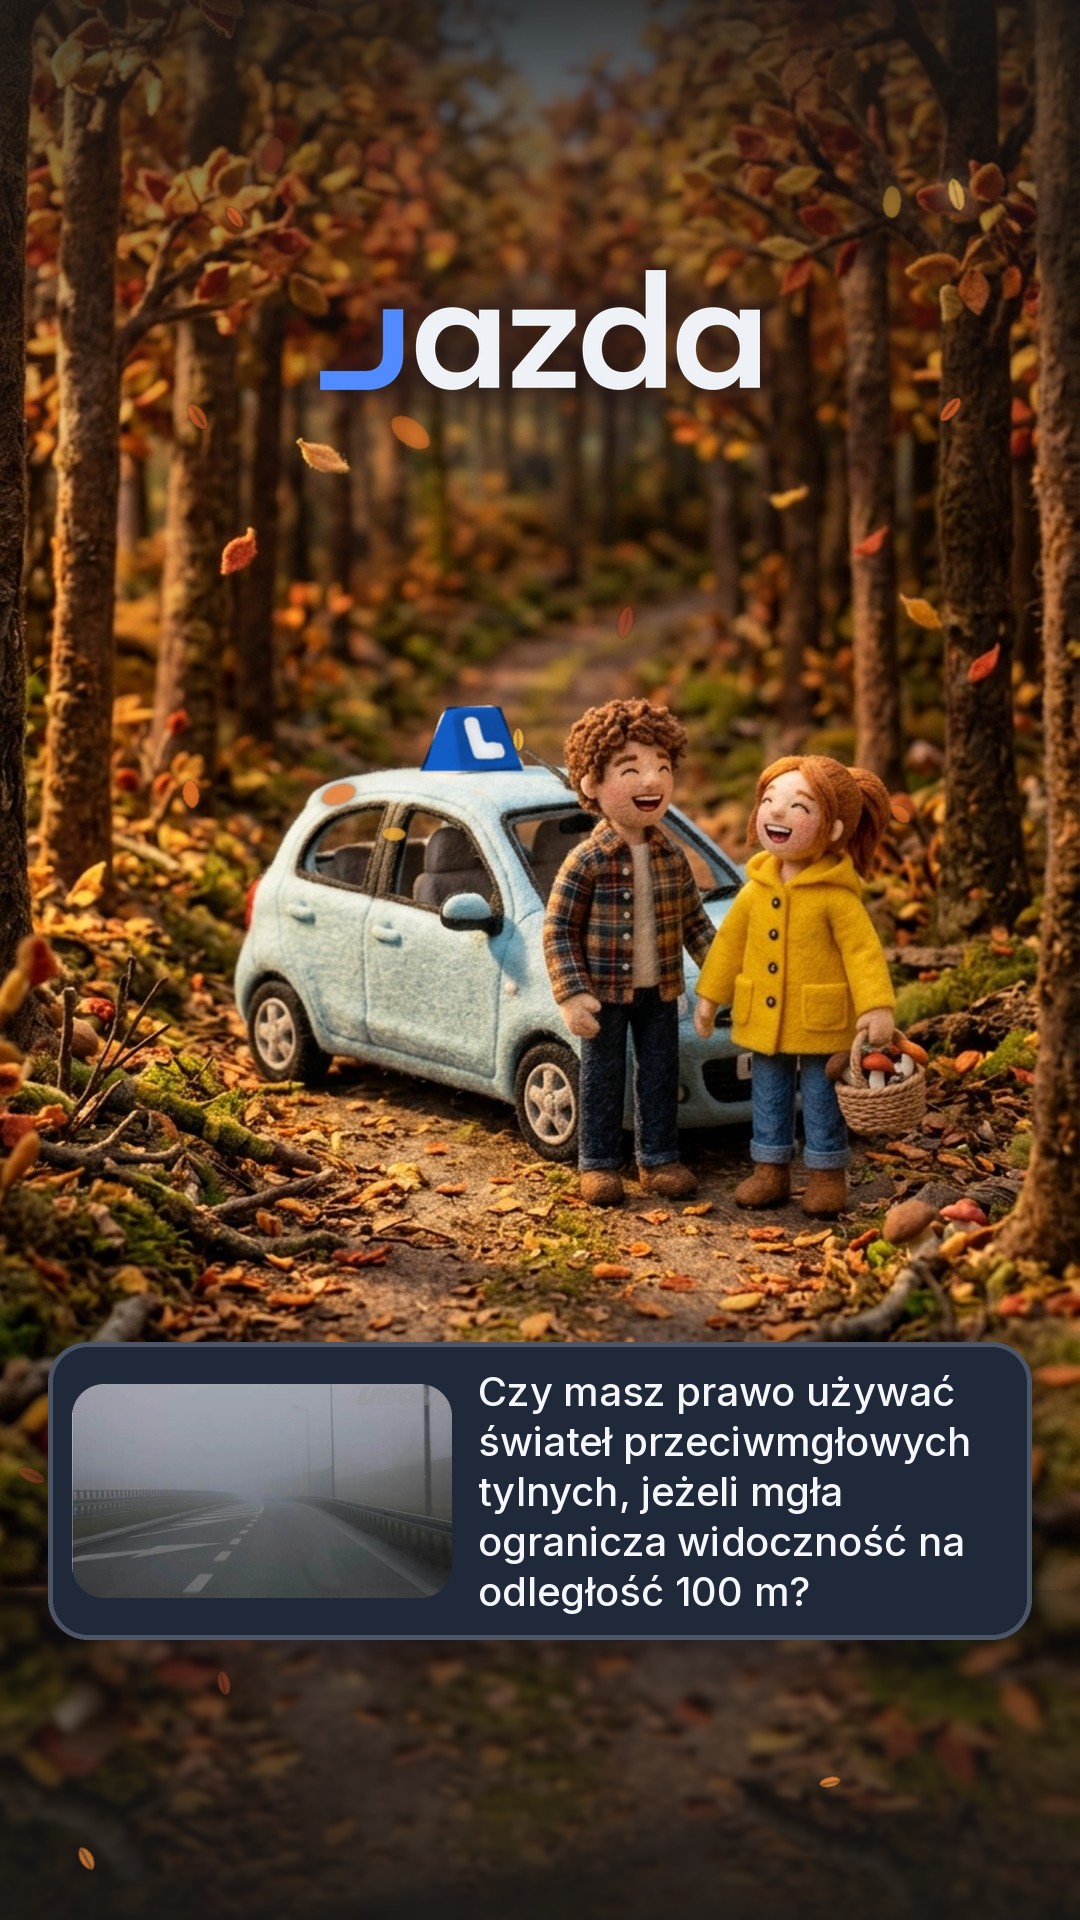 Jazda
L
Czy masz prawo używać
świateł przeciwmgłowych
tylnych, jeżeli mgła
ogranicza widoczność na
odległość 100 m?